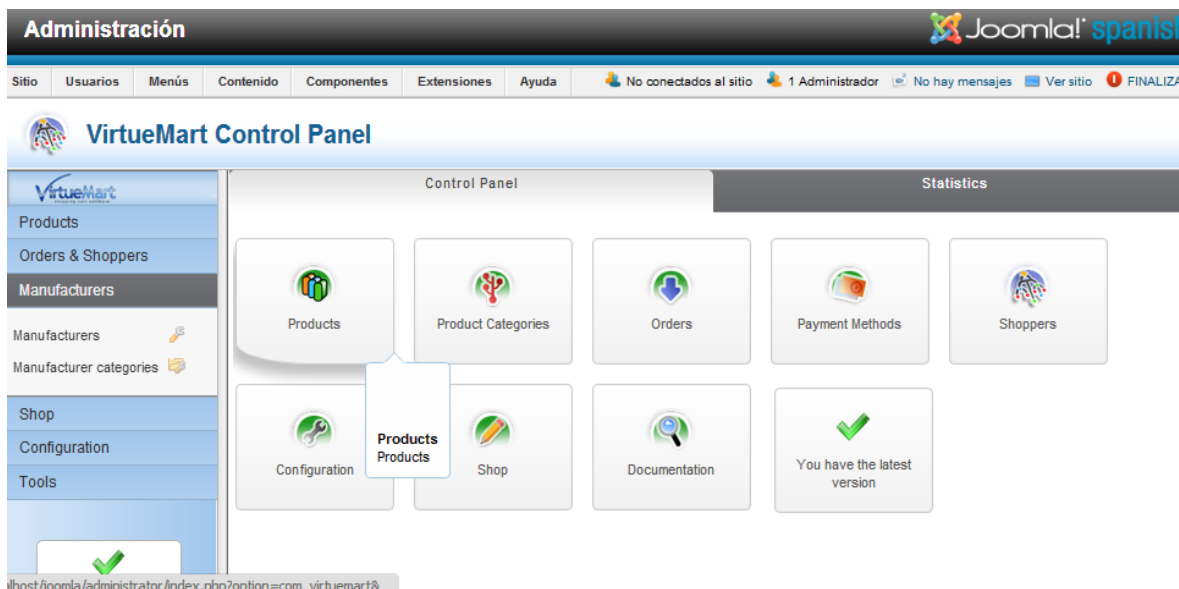 Administración
Joomla! spanish
Sitio Usuarios Menús Contenido Componentes Extensiones Ayuda No conectados al sitio 1 Administrador No hay mensajes Ver sitio FINALIZA
VirtueMart Control Panel
VirtueMart
Control Panel Statistics
Products
Orders & Shoppers
Manufacturers
Manufacturers
Manufacturer categories
Shop
Configuration
Tools
Products Product Categories Orders Payment Methods Shoppers
Products
Products
Configuration Shop Documentation You have the latest
version
lhost/joomla/administrator/index.php?option=com_virtuemart&